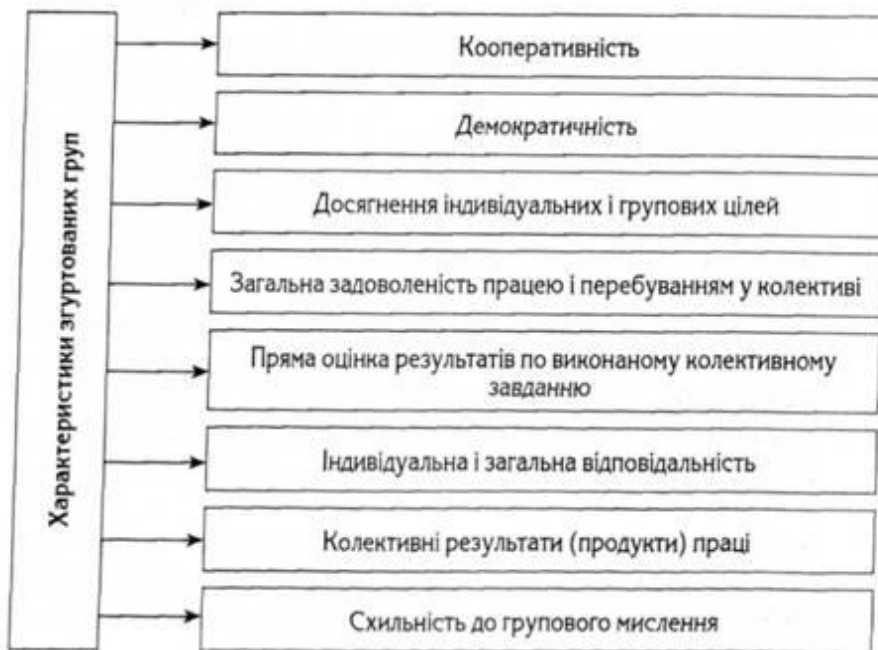 Характеристики згуртованих груп
Кооперативність
Демократичність
Досягнення індивідуальних і групових цілей
Загальна задоволеність працею і перебуванням у колективі
Пряма оцінка результатів по виконаному колективному
завданню
Індивідуальна і загальна відповідальність
Колективні результати (продукти) праці
Схильність до групового мислення